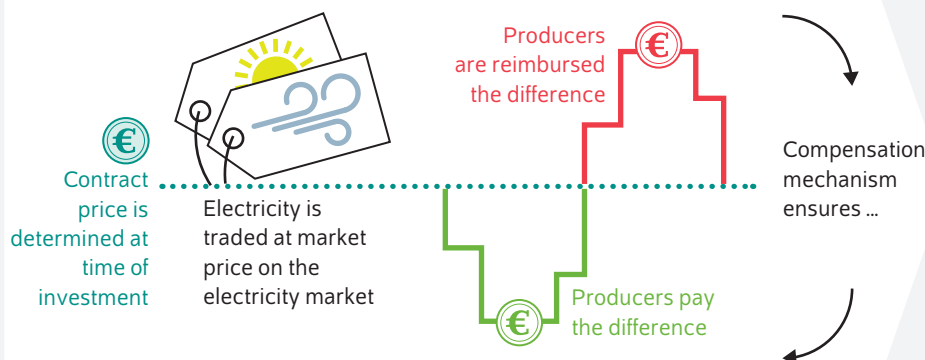 €
Contract
price is
determined at
time of
investment
Electricity is
traded at market
price on the
electricity market
Producers
are reimbursed
the difference
€
€
Producers pay
the difference
Compensation
mechanism
ensures ...